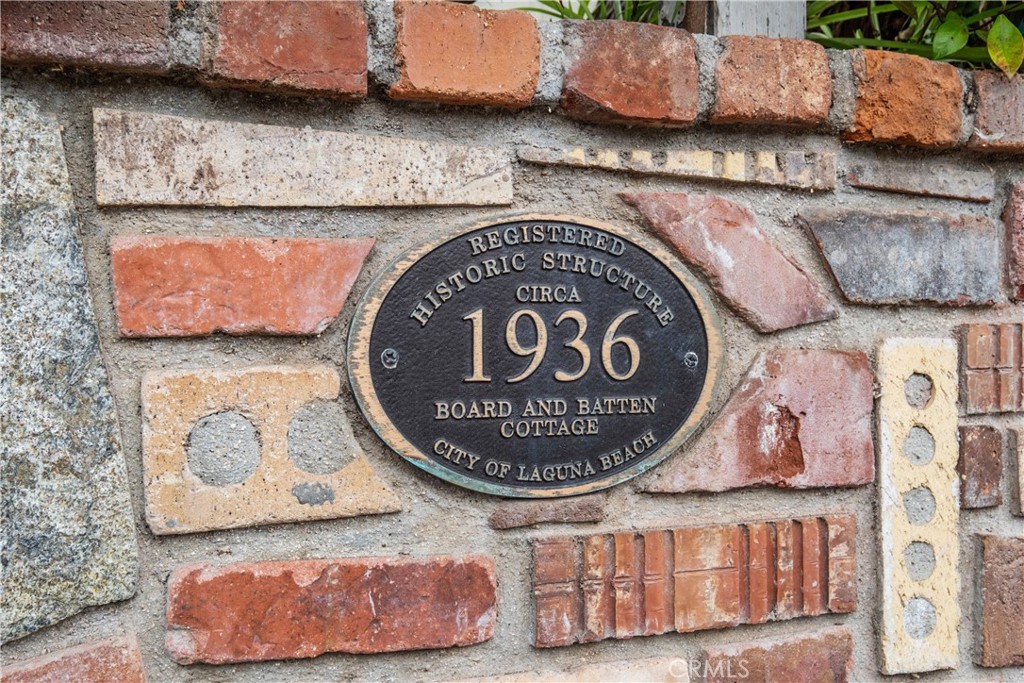 REGISTERED
HISTORIC STRUCTURE
CIRCA
1936
BOARD AND BATTEN
COTTAGE
CITY OF LAGUNA BEACH
CRMLS